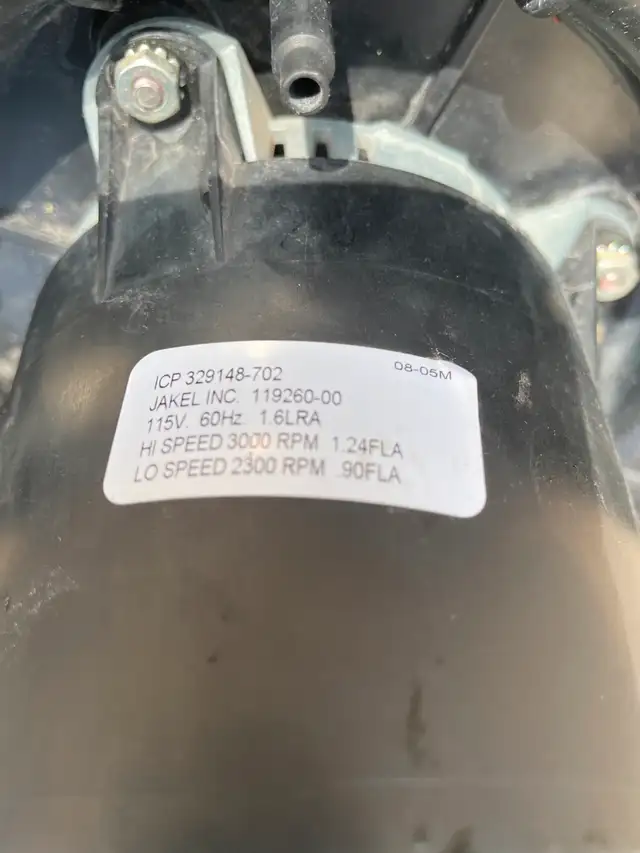 ICP 329148-702 08-05M
JAKEL INC. 119260-00
115V. 60Hz. 1.6LRA
HI SPEED 3000 RPM 1.24FLA
LO SPEED 2300 RPM .90FLA